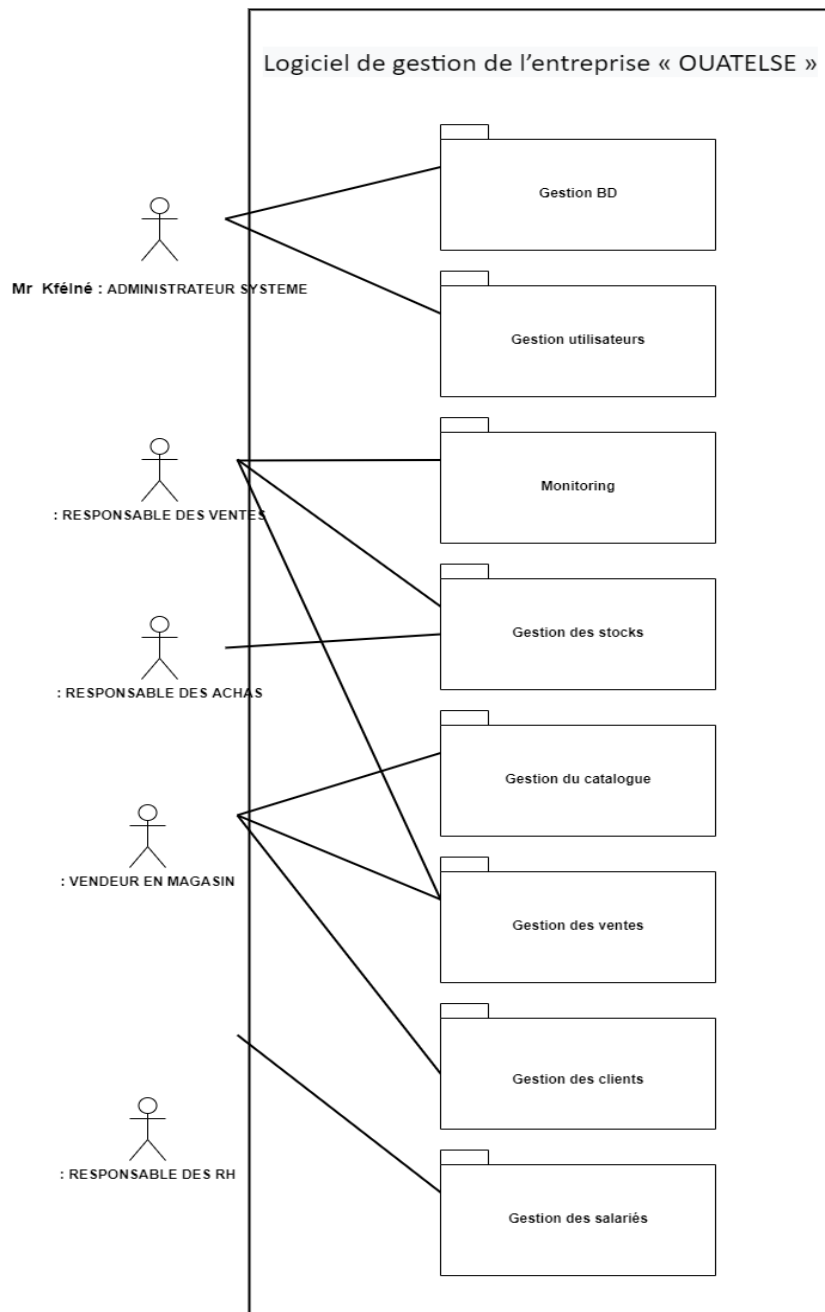 Logiciel de gestion de l'entreprise « OUATELSE »
Gestion BD
Mr Kféiné : ADMINISTRATEUR SYSTEME
Gestion utilisateurs
Monitoring
: RESPONSABLE DES VENTES
Gestion des stocks
: RESPONSABLE DES ACHAS
Gestion du catalogue
: VENDEUR EN MAGASIN
Gestion des ventes
Gestion des clients
: RESPONSABLE DES RH
Gestion des salariés